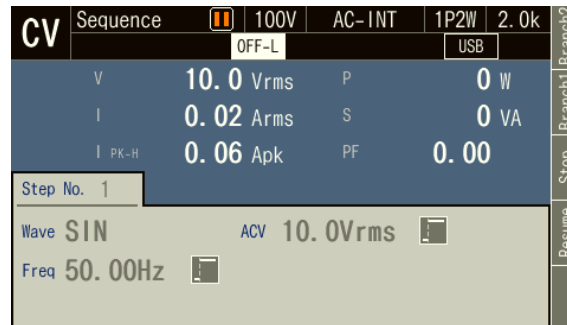 CV Sequence 100V AC-INT 1P2W 2.0k
OFF-L USB
V 10.0 Vrms P 0 W
I 0.02 Arms S 0 VA
I PK-H 0.06 Apk PF 0.00
Step No. 1
Wave SIN ACV 10.0Vrms
Freq 50.00Hz
Branch2
Branch1
Stop
Resume